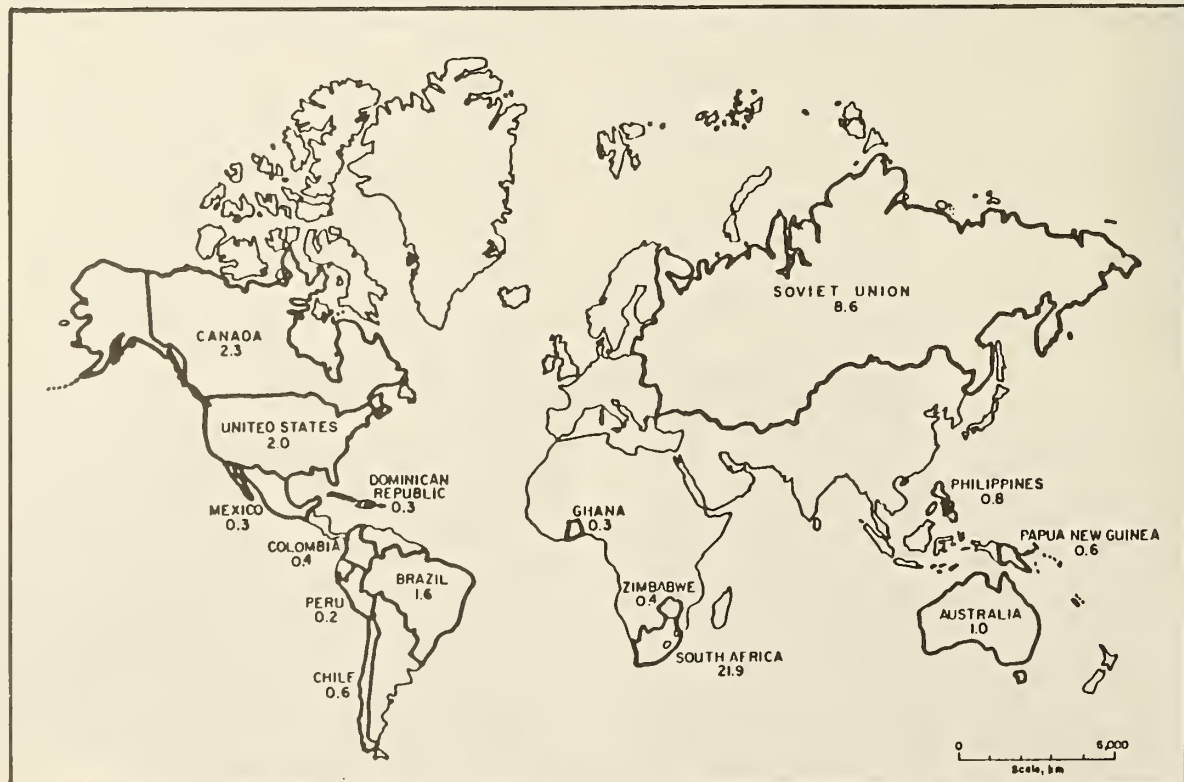 SOVIET UNION
8.6
CANADA
2.3
UNITED STATES
2.0
DOMINICAN
REPUBLIC
0.3
MEXICO
0.3
COLOMBIA
0.4
PERU
0.2
BRAZIL
1.6
CHILE
0.6
GHANA
0.3
ZIMBABWE
0.4
SOUTH AFRICA
21.9
PHILIPPINES
0.8
PAPUA NEW GUINEA
0.6
AUSTRALIA
1.0
0 6,000
Scale, km